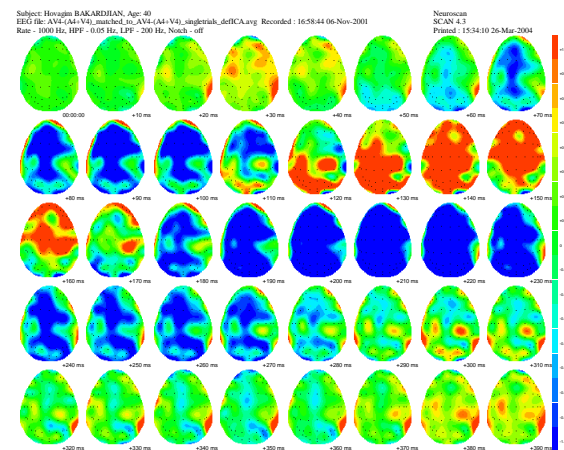 Subject: Hovagim BAKARDJIAN, Age: 40
EEG file: AV4-(A4+V4)_matched_to_AV4-(A4+V4)_singletrials_defICA.avg Recorded : 16:58:44 06-Nov-2001
Rate - 1000 Hz, HPF - 0.05 Hz, LPF - 200 Hz, Notch - off
Neuroscan
SCAN 4.3
Printed : 15:34:10 26-Mar-2004
00:00:00 +10 ms +20 ms +30 ms +40 ms +50 ms +60 ms +70 ms
+80 ms +90 ms +100 ms +110 ms +120 ms +130 ms +140 ms +150 ms
+160 ms +170 ms +180 ms +190 ms +200 ms +210 ms +220 ms +230 ms
+240 ms +250 ms +260 ms +270 ms +280 ms +290 ms +300 ms +310 ms
+320 ms +330 ms +340 ms +350 ms +360 ms +370 ms +380 ms +390 ms